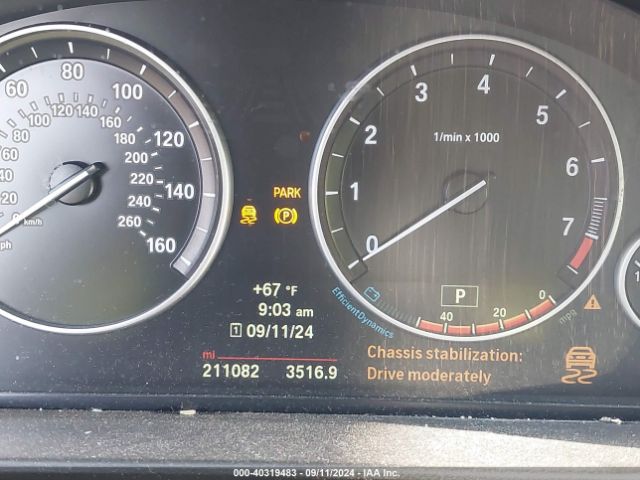 60
80
100
120
140
160
80
100
120
140
160
180
200
220
240
260
km/h
mph
PARK
P
+67 °F
9:03 am
1 09/11/24
mi
211082 3516.9
0
1
2
3
4
5
6
7
1/min x 1000
P
EfficientDynamics
40
20
0
mpg
Chassis stabilization:
Drive moderately
000-40319483 - 09/11/2024 - IAA Inc.